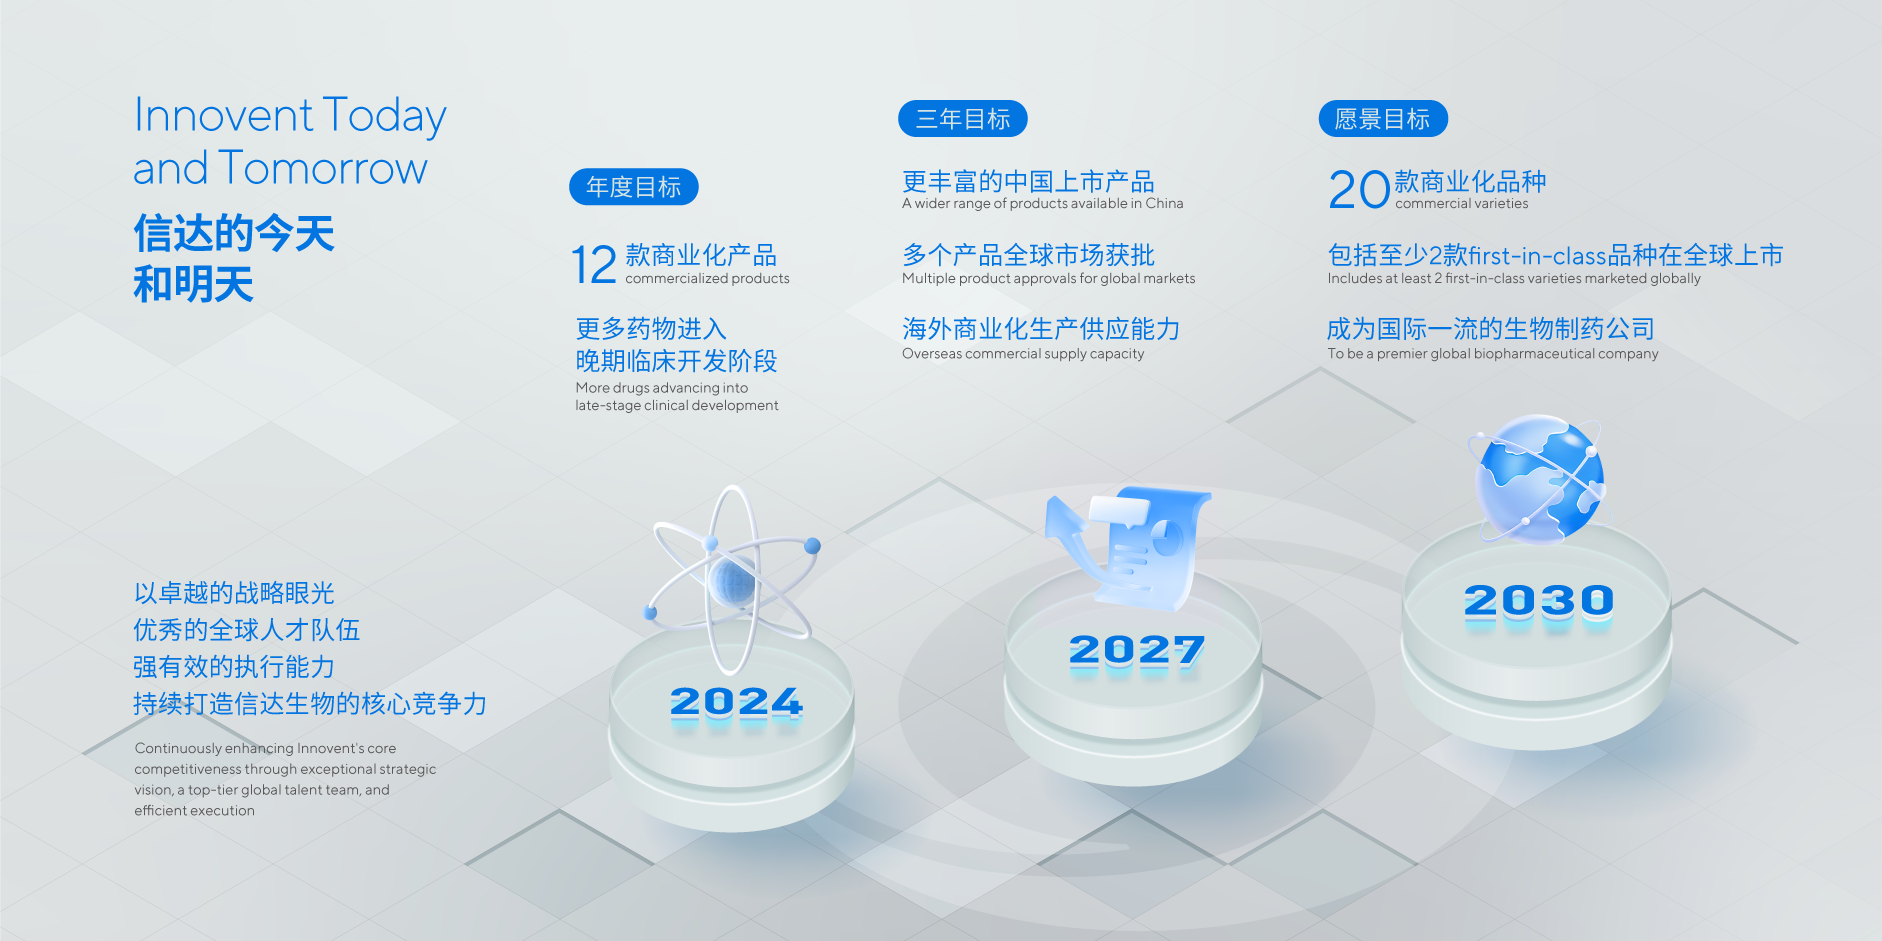 Innovent Today
and Tomorrow
信达的今天
和明天
以卓越的战略眼光
优秀的全球人才队伍
强有效的执行能力
持续打造信达生物的核心竞争力
Continuously enhancing Innovent's core
competitiveness through exceptional strategic
vision, a top-tier global talent team, and
efficient execution
年度目标
12 款商业化产品
commercialized products
更多药物进入
晚期临床开发阶段
More drugs advancing into
late-stage clinical development
2024
三年目标
更丰富的中国上市产品
A wider range of products available in China
多个产品全球市场获批
Multiple product approvals for global markets
海外商业化生产供应能力
Overseas commercial supply capacity
2027
愿景目标
20 款商业化品种
commercial varieties
包括至少2款first-in-class品种在全球上市
Includes at least 2 first-in-class varieties marketed globally
成为国际一流的生物制药公司
To be a premier global biopharmaceutical company
2030